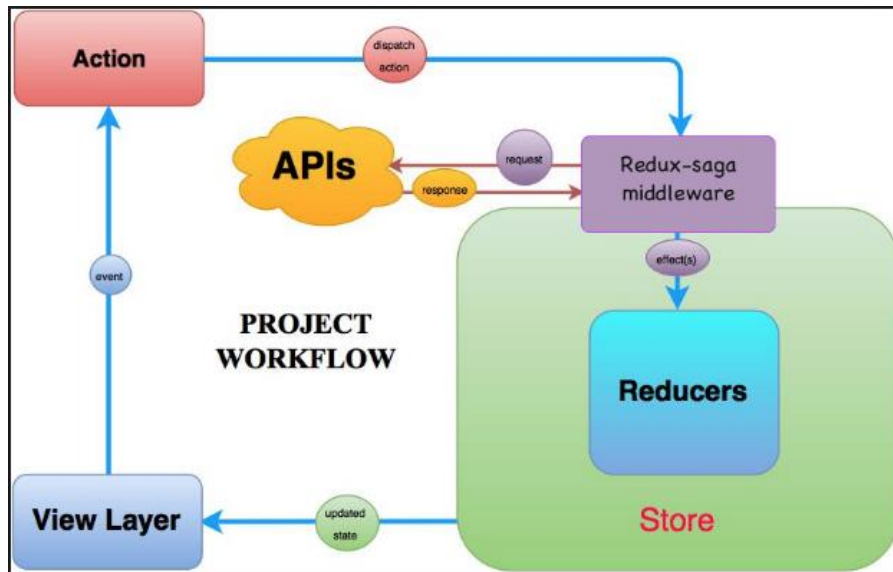 Action
dispatch
action
APIs
request
response
Redux-saga
middleware
effect(s)
event
PROJECT
WORKFLOW
Reducers
View Layer
updated
state
Store